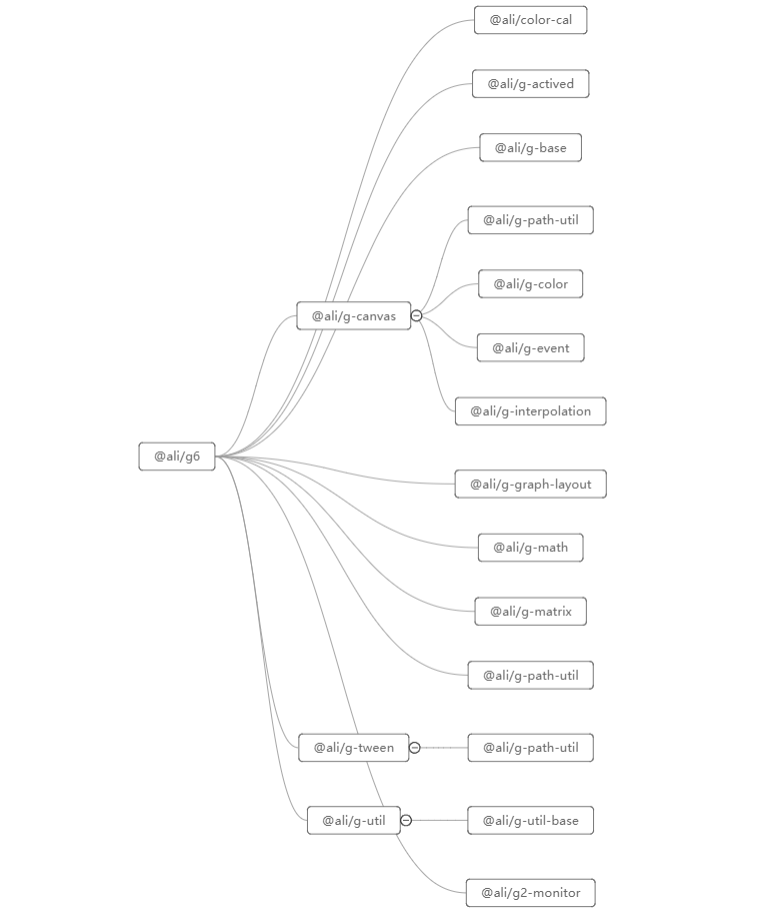 @ali/color-cal
@ali/g-actived
@ali/g-base
@ali/g-path-util
@ali/g-color
@ali/g-canvas
@ali/g-event
@ali/g-interpolation
@ali/g6
@ali/g-graph-layout
@ali/g-math
@ali/g-matrix
@ali/g-path-util
@ali/g-tween
@ali/g-path-util
@ali/g-util
@ali/g-util-base
@ali/g2-monitor